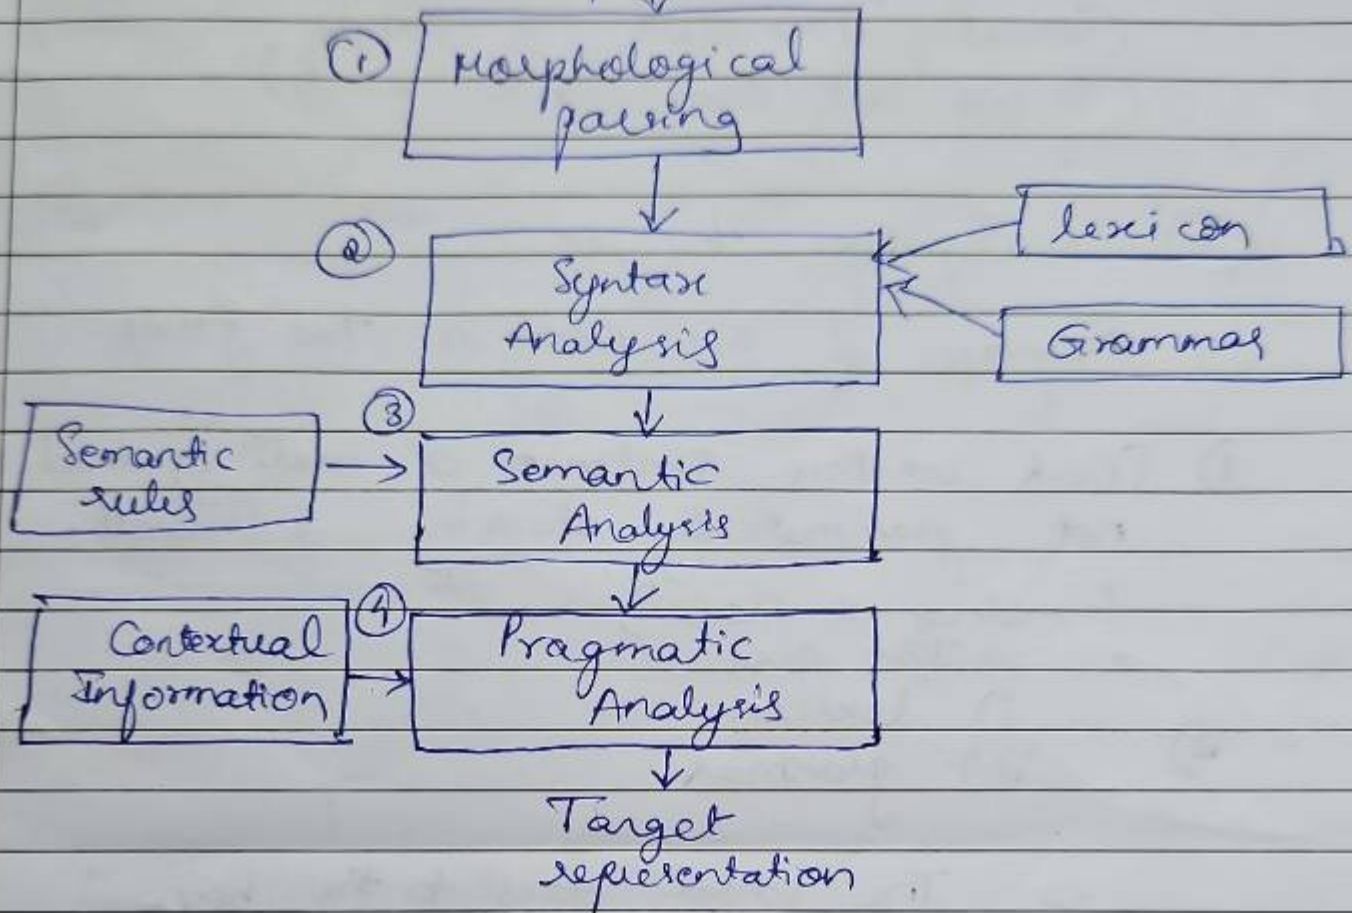 1
Morphological
parsing
2
Syntax
Analysis
lexicon
Grammar
3
Semantic
rules
Semantic
Analysis
4
Contextual
Information
Pragmatic
Analysis
Target
representation